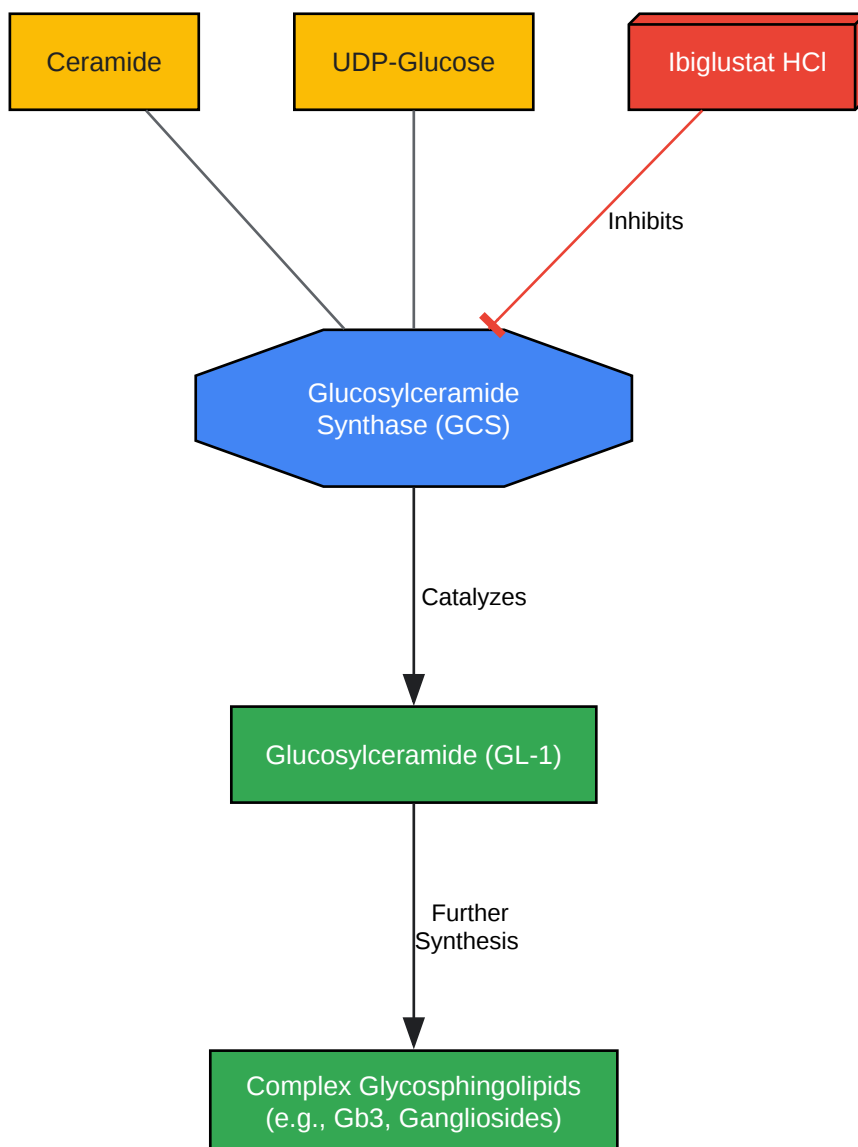 Ceramide
UDP-Glucose
Ibiglustat HCl
Inhibits
Glucosylceramide
Synthase (GCS)
Catalyzes
Glucosylceramide (GL-1)
Further
Synthesis
Complex Glycosphingolipids
(e.g., Gb3, Gangliosides)